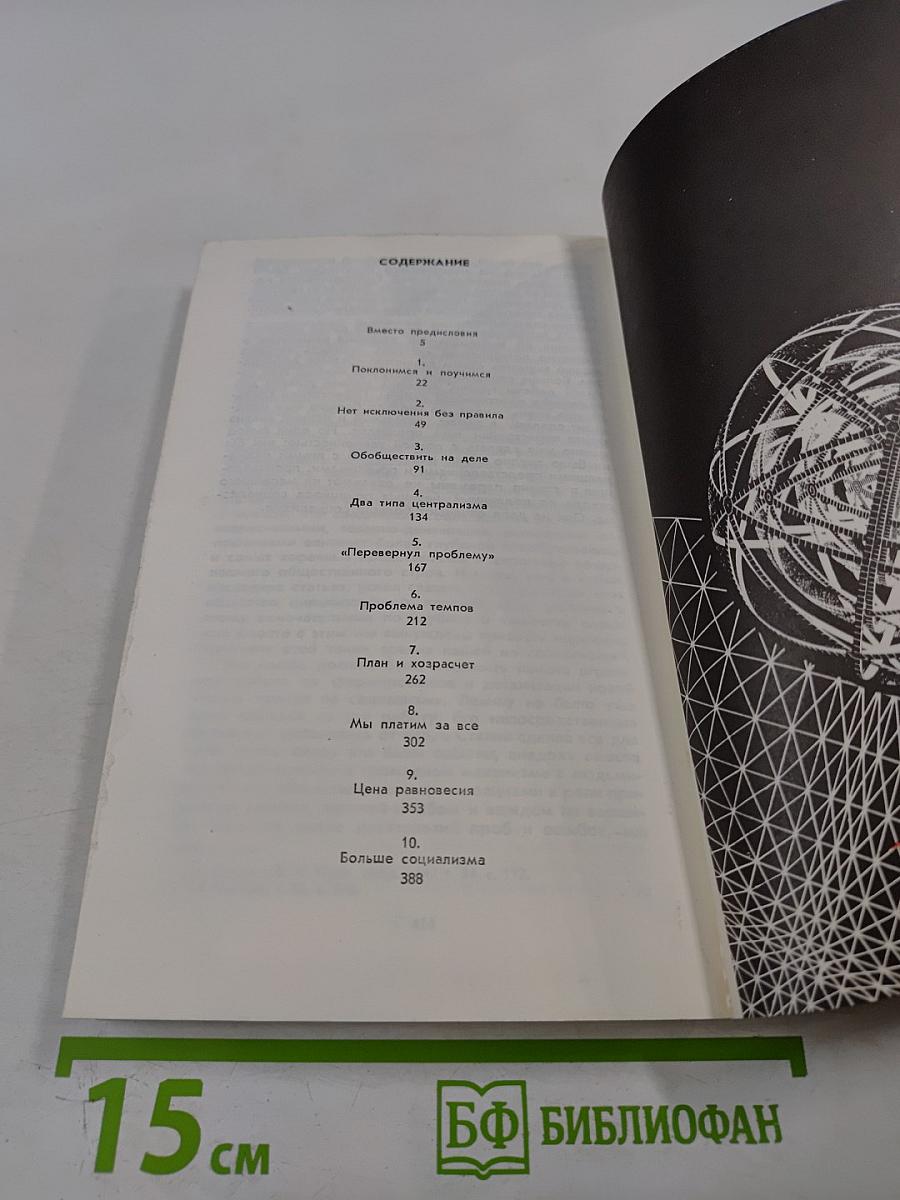 СОДЕРЖАНИЕ
Вместо предисловия
5
1.
Поклонимся и поучимся
22
2.
Нет исключения без правила
49
3.
Обобществить на деле
91
4.
Два типа централизма
134
5.
«Перевернул проблему»
167
6.
Проблема темпов
212
7.
План и хозрасчет
262
8.
Мы платим за все
302
9.
Цена равновесия
353
10.
Больше социализма
388
15 см
БФ БИБЛИОФАН